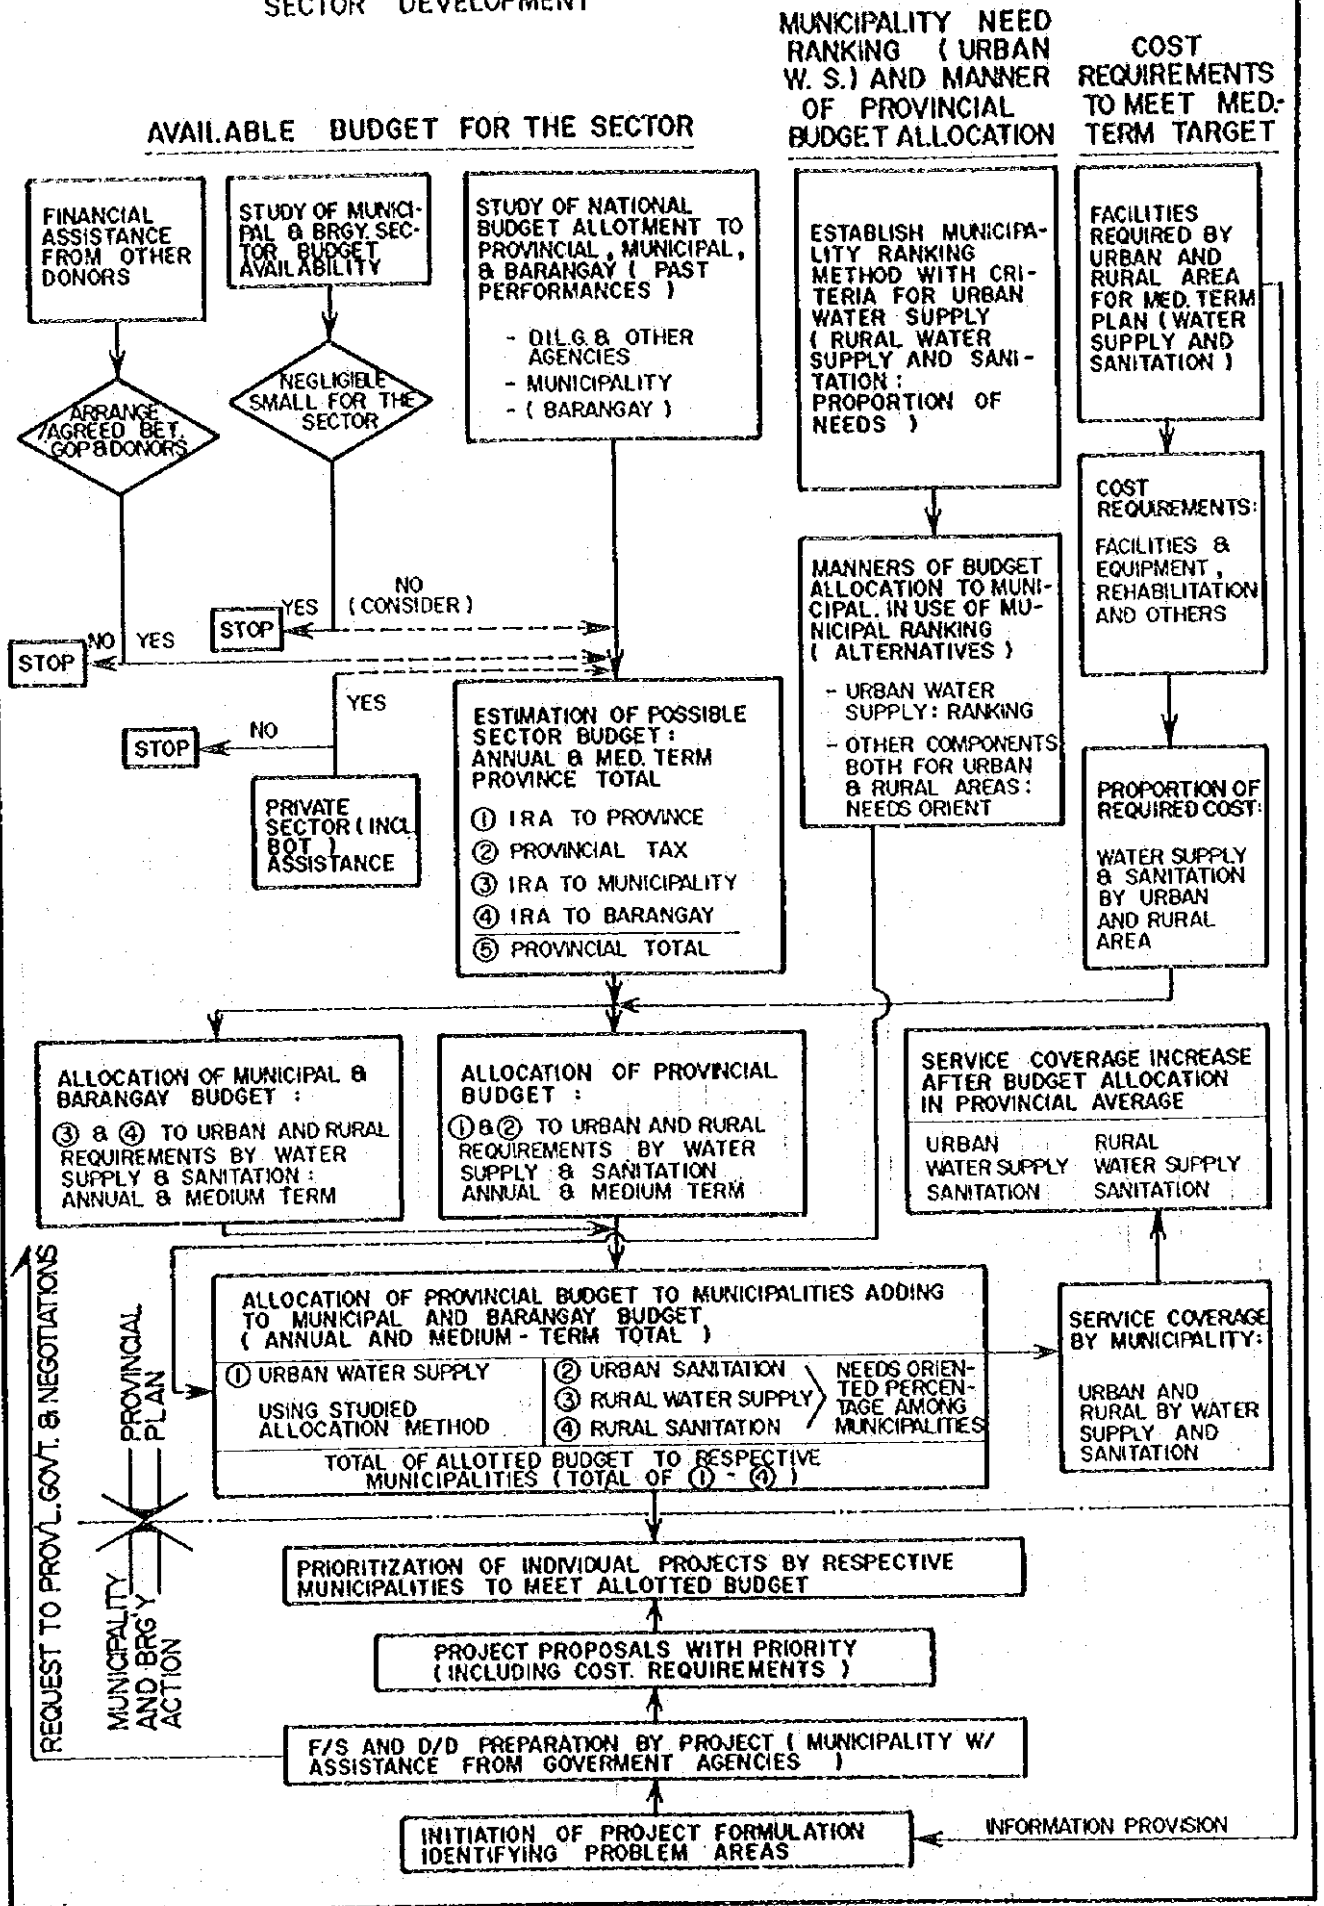 SECTOR DEVELOPMENT
AVAILABLE BUDGET FOR THE SECTOR
MUNICIPALITY NEED
RANKING ( URBAN
W. S.) AND MANNER
OF PROVINCIAL
BUDGET ALLOCATION
COST
REQUIREMENTS
TO MEET MED.-
TERM TARGET
FINANCIAL
ASSISTANCE
FROM OTHER
DONORS
STUDY OF MUNICI-
PAL & BRGY. SEC-
TOR BUDGET
AVAILABILITY
STUDY OF NATIONAL
BUDGET ALLOTMENT TO
PROVINCIAL, MUNICIPAL,
& BARANGAY ( PAST
PERFORMANCES )
- D.I.L.G. & OTHER
AGENCIES
- MUNICIPALITY
- ( BARANGAY )
ESTABLISH MUNICIPA-
LITY RANKING
METHOD WITH CRI-
TERIA FOR URBAN
WATER SUPPLY
( RURAL WATER
SUPPLY AND SANI-
TATION :
PROPORTION OF
NEEDS )
FACILITIES
REQUIRED BY
URBAN AND
RURAL AREA
FOR MED. TERM
PLAN ( WATER
SUPPLY AND
SANITATION )
ARRANGE
/AGREED BET.
GOP & DONORS
NEGLIGIBLE
SMALL FOR THE
SECTOR
COST
REQUIREMENTS:
FACILITIES &
EQUIPMENT,
REHABILITATION
AND OTHERS
MANNERS OF BUDGET
ALLOCATION TO MUNI-
CIPAL. IN USE OF MU-
NICIPAL RANKING
( ALTERNATIVES )
- URBAN WATER
SUPPLY: RANKING
- OTHER COMPONENTS
BOTH FOR URBAN
& RURAL AREAS:
NEEDS ORIENT
STOP
YES
NO
( CONSIDER )
STOP
NO
YES
STOP
NO
YES
PRIVATE
SECTOR ( INCL.
BOT )
ASSISTANCE
ESTIMATION OF POSSIBLE
SECTOR BUDGET :
ANNUAL & MED. TERM
PROVINCE TOTAL
① IRA TO PROVINCE
② PROVINCIAL TAX
③ IRA TO MUNICIPALITY
④ IRA TO BARANGAY
⑤ PROVINCIAL TOTAL
PROPORTION OF
REQUIRED COST:
WATER SUPPLY
& SANITATION
BY URBAN
AND RURAL
AREA
ALLOCATION OF MUNICIPAL &
BARANGAY BUDGET :
③ & ④ TO URBAN AND RURAL
REQUIREMENTS BY WATER
SUPPLY & SANITATION :
ANNUAL & MEDIUM TERM
ALLOCATION OF PROVINCIAL
BUDGET :
① & ② TO URBAN AND RURAL
REQUIREMENTS BY WATER
SUPPLY & SANITATION
ANNUAL & MEDIUM TERM
SERVICE COVERAGE INCREASE
AFTER BUDGET ALLOCATION
IN PROVINCIAL AVERAGE
URBAN
WATER SUPPLY
SANITATION
RURAL
WATER SUPPLY
SANITATION
ALLOCATION OF PROVINCIAL BUDGET TO MUNICIPALITIES ADDING
TO MUNICIPAL AND BARANGAY BUDGET
( ANNUAL AND MEDIUM - TERM TOTAL )
① URBAN WATER SUPPLY
USING STUDIED
ALLOCATION METHOD
② URBAN SANITATION
③ RURAL WATER SUPPLY
④ RURAL SANITATION
NEEDS ORIEN-
TED PERCEN-
TAGE AMONG
MUNICIPALITIES
TOTAL OF ALLOTTED BUDGET TO RESPECTIVE
MUNICIPALITIES ( TOTAL OF ① - ④ )
SERVICE COVERAGE
BY MUNICIPALITY:
URBAN AND
RURAL BY WATER
SUPPLY AND
SANITATION
REQUEST TO PROV'L. GOV'T. & NEGOTIATIONS
PROVINCIAL
PLAN
MUNICIPALITY
AND BRG'Y
ACTION
PRIORITIZATION OF INDIVIDUAL PROJECTS BY RESPECTIVE
MUNICIPALITIES TO MEET ALLOTTED BUDGET
PROJECT PROPOSALS WITH PRIORITY
( INCLUDING COST. REQUIREMENTS )
F/S AND D/D PREPARATION BY PROJECT ( MUNICIPALITY W/
ASSISTANCE FROM GOVERMENT AGENCIES )
INITIATION OF PROJECT FORMULATION
IDENTIFYING PROBLEM AREAS
INFORMATION PROVISION